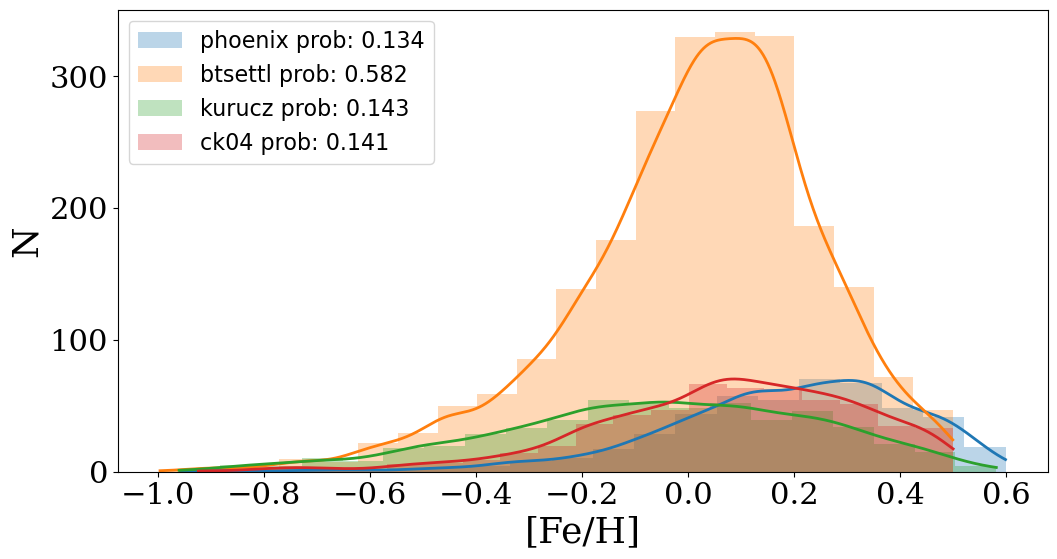 phoenix prob: 0.134
btsettl prob: 0.582
kurucz prob: 0.143
ck04 prob: 0.141
N
300
200
100
0
−1.0 −0.8 −0.6 −0.4 −0.2 0.0 0.2 0.4 0.6
[Fe/H]